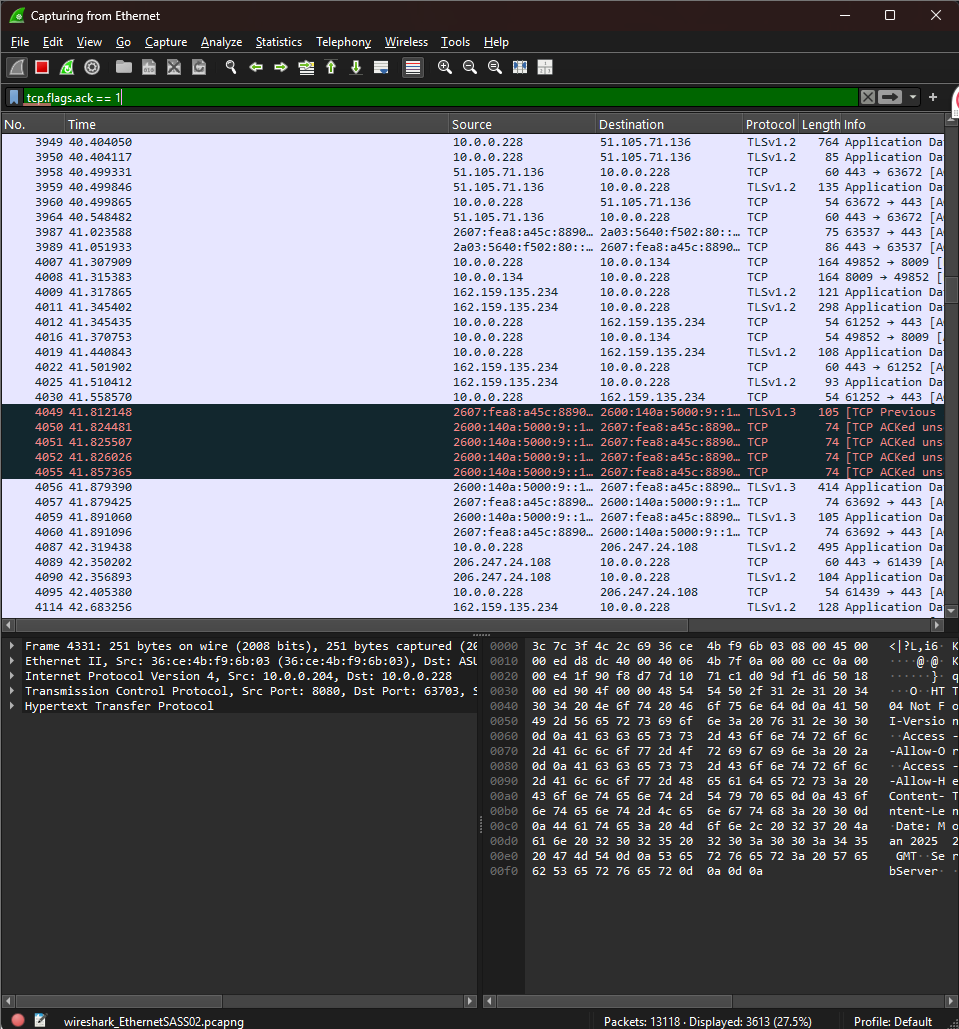 Capturing from Ethernet
File Edit View Go Capture Analyze Statistics Telephony Wireless Tools Help
tcp.flags.ack == 1
No. Time Source Destination Protocol Length Info
3949 40.404050 10.0.0.228 51.105.71.136 TLSv1.2 764 Application Da
3950 40.404117 10.0.0.228 51.105.71.136 TLSv1.2 85 Application Da
3958 40.499331 51.105.71.136 10.0.0.228 TCP 60 443 → 63672 [A
3959 40.499846 51.105.71.136 10.0.0.228 TLSv1.2 135 Application Da
3960 40.499865 10.0.0.228 51.105.71.136 TCP 54 63672 → 443 [A
3964 40.548482 51.105.71.136 10.0.0.228 TCP 60 443 → 63672 [A
3987 41.023588 2607:fea8:a45c:8890… 2a03:5640:f502:80::… TCP 75 63537 → 443 [A
3989 41.051933 2a03:5640:f502:80::… 2607:fea8:a45c:8890… TCP 86 443 → 63537 [A
4007 41.307909 10.0.0.228 10.0.0.134 TCP 164 49852 → 8009 [
4008 41.315383 10.0.0.134 10.0.0.228 TCP 164 8009 → 49852 [
4009 41.317865 162.159.135.234 10.0.0.228 TLSv1.2 121 Application Da
4011 41.345402 162.159.135.234 10.0.0.228 TLSv1.2 298 Application Da
4012 41.345435 10.0.0.228 162.159.135.234 TCP 54 61252 → 443 [A
4016 41.370753 10.0.0.228 10.0.0.134 TCP 54 49852 → 8009 [
4019 41.440843 10.0.0.228 162.159.135.234 TLSv1.2 108 Application Da
4022 41.501902 162.159.135.234 10.0.0.228 TCP 60 443 → 61252 [A
4025 41.510412 162.159.135.234 10.0.0.228 TLSv1.2 93 Application Da
4030 41.558570 10.0.0.228 162.159.135.234 TCP 54 61252 → 443 [A
4049 41.812148 2607:fea8:a45c:8890… 2600:140a:5000:9::1… TLSv1.3 105 [TCP Previous
4050 41.824481 2600:140a:5000:9::1… 2607:fea8:a45c:8890… TCP 74 [TCP ACKed uns
4051 41.825507 2600:140a:5000:9::1… 2607:fea8:a45c:8890… TCP 74 [TCP ACKed uns
4052 41.826026 2600:140a:5000:9::1… 2607:fea8:a45c:8890… TCP 74 [TCP ACKed uns
4055 41.857365 2600:140a:5000:9::1… 2607:fea8:a45c:8890… TCP 74 [TCP ACKed uns
4056 41.879390 2600:140a:5000:9::1… 2607:fea8:a45c:8890… TLSv1.3 414 Application Da
4057 41.879425 2607:fea8:a45c:8890… 2600:140a:5000:9::1… TCP 74 63692 → 443 [A
4059 41.891060 2600:140a:5000:9::1… 2607:fea8:a45c:8890… TLSv1.3 105 Application Da
4060 41.891096 2607:fea8:a45c:8890… 2600:140a:5000:9::1… TCP 74 63692 → 443 [A
4087 42.319438 10.0.0.228 206.247.24.108 TLSv1.2 495 Application Da
4089 42.350202 206.247.24.108 10.0.0.228 TCP 60 443 → 61439 [A
4090 42.356893 206.247.24.108 10.0.0.228 TLSv1.2 104 Application Da
4095 42.405380 10.0.0.228 206.247.24.108 TCP 54 61439 → 443 [A
4114 42.683256 162.159.135.234 10.0.0.228 TLSv1.2 128 Application Da
Frame 4331: 251 bytes on wire (2008 bits), 251 bytes captured (20
Ethernet II, Src: 36:ce:4b:f9:6b:03 (36:ce:4b:f9:6b:03), Dst: ASU
Internet Protocol Version 4, Src: 10.0.0.204, Dst: 10.0.0.228
Transmission Control Protocol, Src Port: 8080, Dst Port: 63703, S
Hypertext Transfer Protocol
0000 3c 7c 3f 4c 2c 69 36 ce 4b f9 6b 03 08 00 45 00 <|?L,i6· K
0010 00 ed d8 dc 40 00 40 06 4b 7f 0a 00 00 cc 0a 00 ····@·@· K
0020 00 e4 1f 90 f8 d7 7d 10 71 c1 d0 9d f1 d6 50 18 ······}· q
0030 00 ed 90 4f 00 00 48 54 54 50 2f 31 2e 31 20 34 ···O··HT T
0040 30 34 20 4e 6f 74 20 46 6f 75 6e 64 0d 0a 41 50 04 Not F o
0050 49 2d 56 65 72 73 69 6f 6e 3a 20 76 31 2e 30 30 I-Versio n
0060 0d 0a 41 63 63 65 73 73 2d 43 6f 6e 74 72 6f 6c ··Access -
0070 2d 41 6c 6c 6f 77 2d 4f 72 69 67 69 6e 3a 20 2a -Allow-O r
0080 0d 0a 41 63 63 65 73 73 2d 43 6f 6e 74 72 6f 6c ··Access -
0090 2d 41 6c 6c 6f 77 2d 48 65 61 64 65 72 73 3a 20 -Allow-H e
00a0 43 6f 6e 74 65 6e 74 2d 54 79 70 65 0d 0a 43 6f Content- T
00b0 6e 74 65 6e 74 2d 4c 65 6e 67 74 68 3a 20 30 0d ntent-Le n
00c0 0a 44 61 74 65 3a 20 4d 6f 6e 2c 20 32 37 20 4a ·Date: M o
00d0 61 6e 20 32 30 32 35 20 32 30 3a 30 30 3a 34 35 an 2025 2
00e0 20 47 4d 54 0d 0a 53 65 72 76 65 72 3a 20 57 65 GMT··Se r
00f0 62 53 65 72 76 65 72 0d 0a 0d 0a bServer· ·
wireshark_EthernetSASS02.pcapng Packets: 13118 · Displayed: 3613 (27.5%) Profile: Default